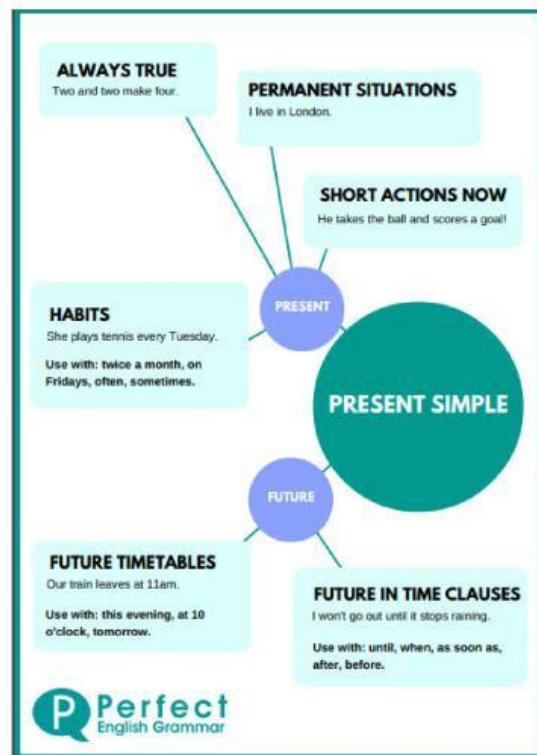 ALWAYS TRUE
Two and two make four.
PERMANENT SITUATIONS
I live in London.
SHORT ACTIONS NOW
He takes the ball and scores a goal!
PRESENT
HABITS
She plays tennis every Tuesday.
Use with: twice a month, on
Fridays, often, sometimes.
PRESENT SIMPLE
FUTURE
FUTURE TIMETABLES
Our train leaves at 11am.
Use with: this evening, at 10
o'clock, tomorrow.
FUTURE IN TIME CLAUSES
I won't go out until it stops raining.
Use with: until, when, as soon as,
after, before.
P Perfect
English Grammar